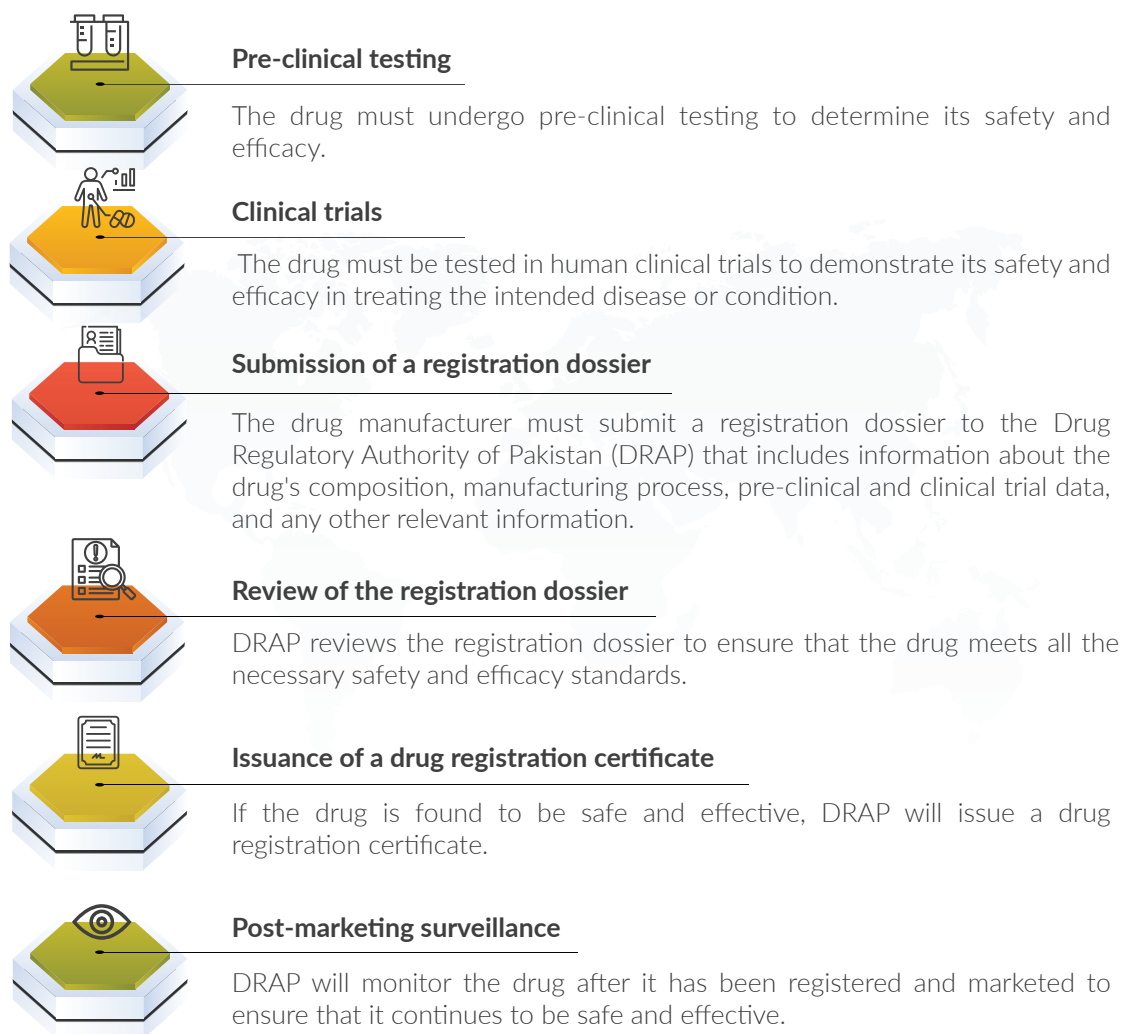 Pre-clinical testing
The drug must undergo pre-clinical testing to determine its safety and
efficacy.
Clinical trials
The drug must be tested in human clinical trials to demonstrate its safety and
efficacy in treating the intended disease or condition.
Submission of a registration dossier
The drug manufacturer must submit a registration dossier to the Drug
Regulatory Authority of Pakistan (DRAP) that includes information about the
drug's composition, manufacturing process, pre-clinical and clinical trial data,
and any other relevant information.
Review of the registration dossier
DRAP reviews the registration dossier to ensure that the drug meets all the
necessary safety and efficacy standards.
Issuance of a drug registration certificate
If the drug is found to be safe and effective, DRAP will issue a drug
registration certificate.
Post-marketing surveillance
DRAP will monitor the drug after it has been registered and marketed to
ensure that it continues to be safe and effective.